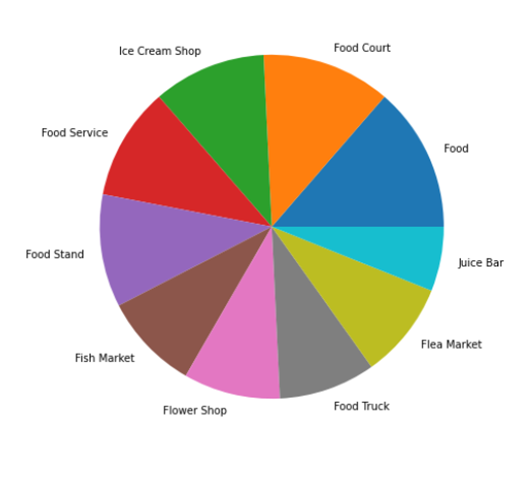 Food Court
Ice Cream Shop
Food Service
Food
Food Stand
Juice Bar
Fish Market
Flea Market
Flower Shop
Food Truck